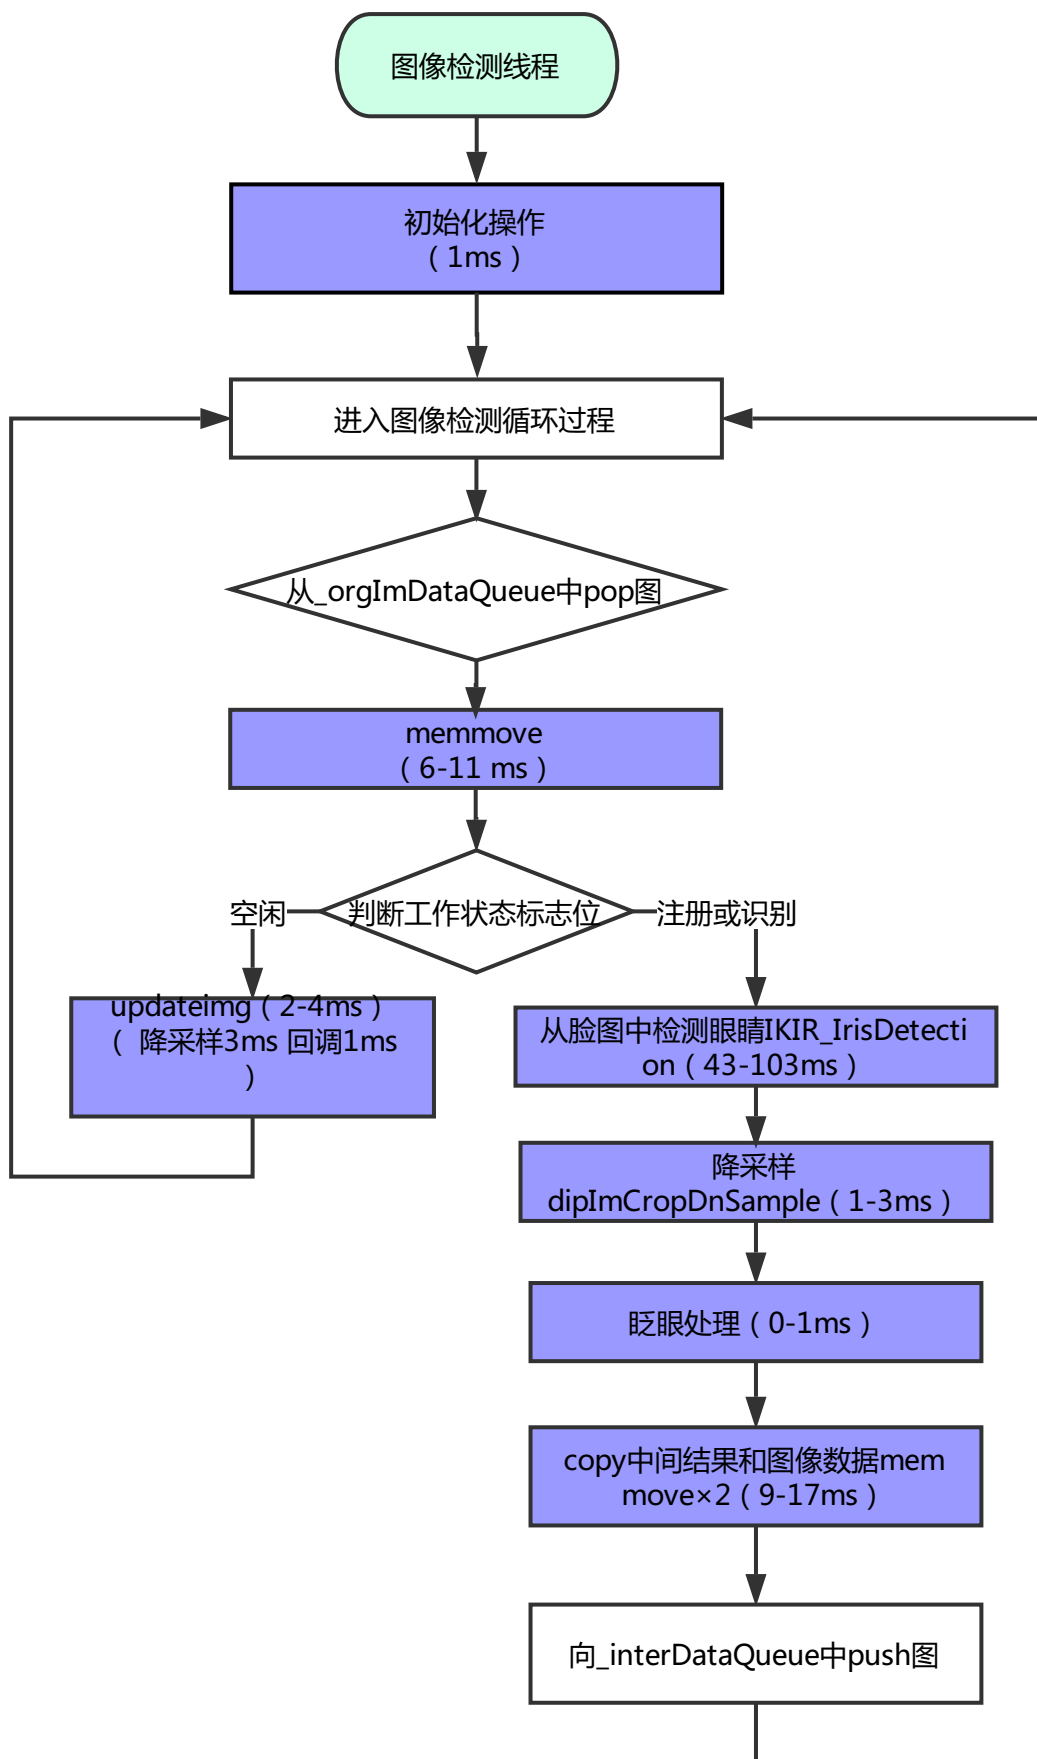 图像检测线程
初始化操作
（1ms）
进入图像检测循环过程
从_orgImDataQueue中pop图
memmove
（6-11 ms）
空闲
判断工作状态标志位
注册或识别
updateimg（2-4ms）
（ 降采样3ms 回调1ms
）
从脸图中检测眼睛IKIR_IrisDetecti
on（43-103ms）
降采样
dipImCropDnSample（1-3ms）
眨眼处理（0-1ms）
copy中间结果和图像数据mem
move×2（9-17ms）
向_interDataQueue中push图